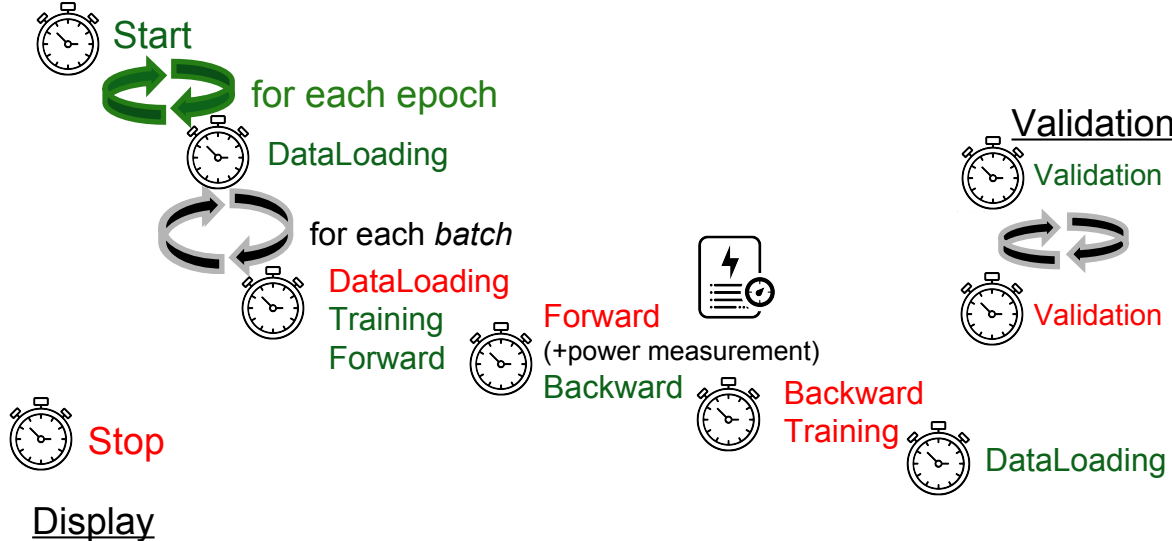 Start
for each epoch
DataLoading
for each batch
DataLoading
Training
Forward
Forward
(+power measurement)
Backward
Backward
Training
DataLoading
Validation
Validation
Validation
Stop
Display